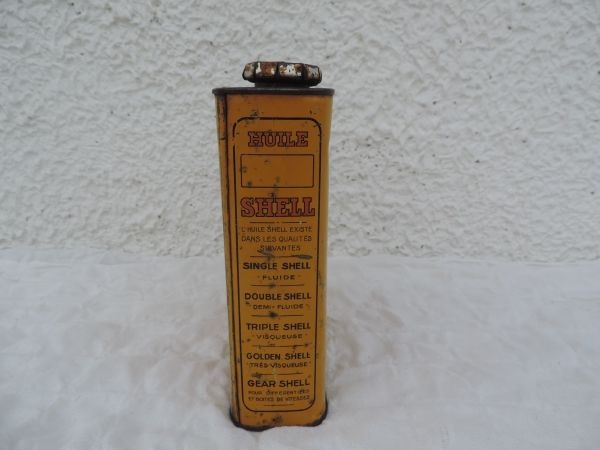 HUILE
SHELL
L'HUILE SHELL EXISTE
DANS LES QUALITÉS
SUIVANTES
SINGLE SHELL
"FLUIDE"
DOUBLE SHELL
"DEMI-FLUIDE"
TRIPLE SHELL
"VISQUEUSE"
GOLDEN SHELL
"TRÈS-VISQUEUSE"
GEAR SHELL
POUR DIFFÉRENTIELS
ET BOITES DE VITESSES